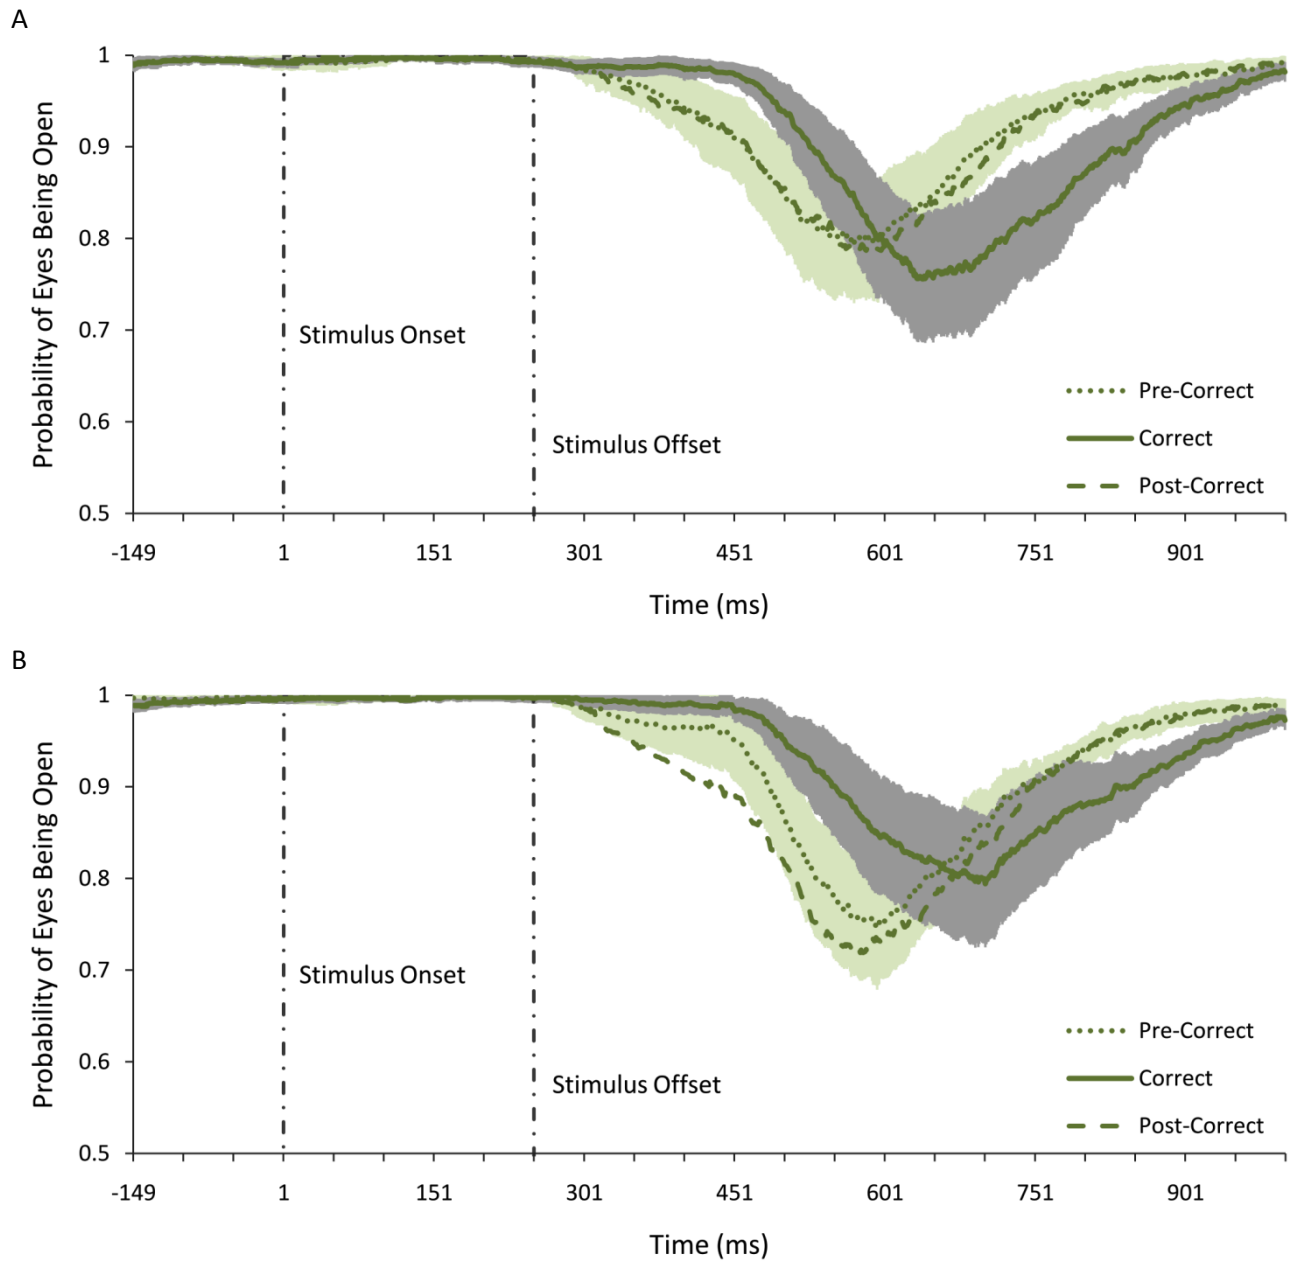 A
Probability of Eyes Being Open
1
0.9
0.8
0.7
0.6
0.5
Stimulus Onset
Stimulus Offset
Pre-Correct
Correct
Post-Correct
-149 1 151 301 451 601 751 901
Time (ms)
B
Probability of Eyes Being Open
1
0.9
0.8
0.7
0.6
0.5
Stimulus Onset
Stimulus Offset
Pre-Correct
Correct
Post-Correct
-149 1 151 301 451 601 751 901
Time (ms)